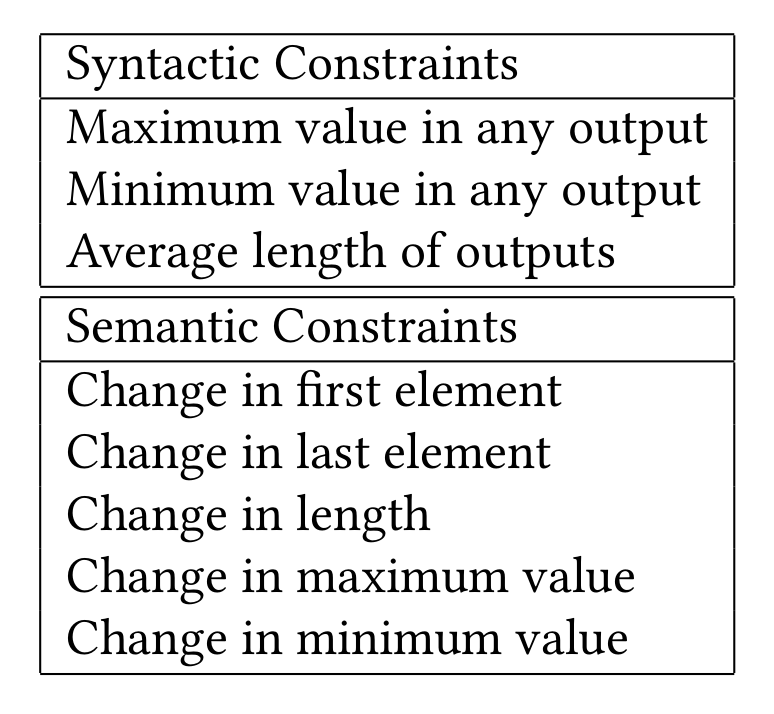 Syntactic Constraints
Maximum value in any output
Minimum value in any output
Average length of outputs
Semantic Constraints
Change in first element
Change in last element
Change in length
Change in maximum value
Change in minimum value